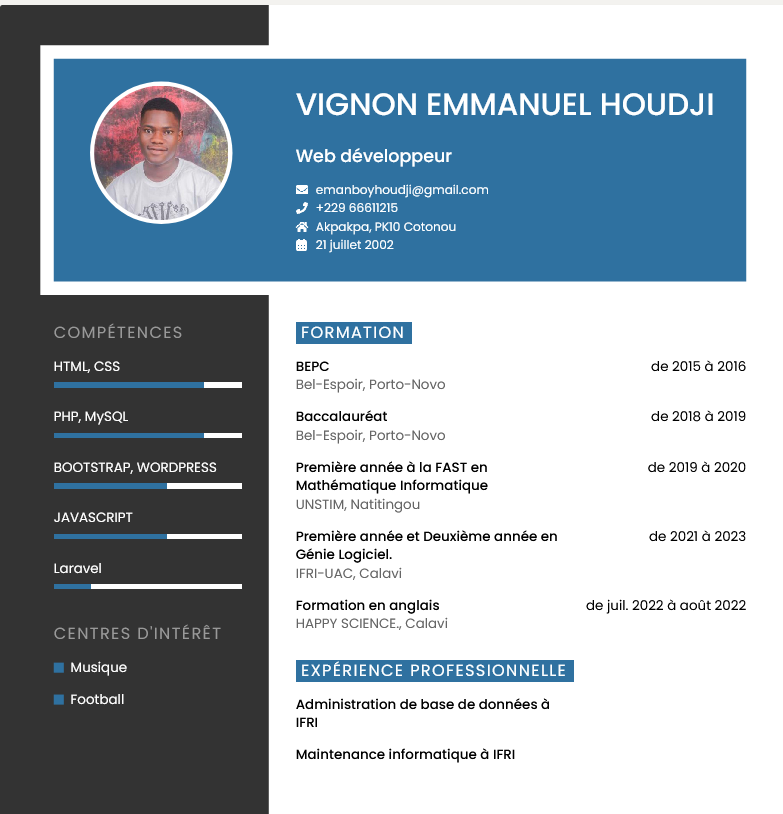 VIGNON EMMANUEL HOUDJI
Web développeur
emanboyhoudji@gmail.com
+229 66611215
Akpakpa, PK10 Cotonou
21 juillet 2002
COMPÉTENCES
HTML, CSS
PHP, MySQL
BOOTSTRAP, WORDPRESS
JAVASCRIPT
Laravel
CENTRES D'INTÉRÊT
Musique
Football
FORMATION
BEPC de 2015 à 2016
Bel-Espoir, Porto-Novo
Baccalauréat de 2018 à 2019
Bel-Espoir, Porto-Novo
Première année à la FAST en de 2019 à 2020
Mathématique Informatique
UNSTIM, Natitingou
Première année et Deuxième année en de 2021 à 2023
Génie Logiciel.
IFRI-UAC, Calavi
Formation en anglais de juil. 2022 à août 2022
HAPPY SCIENCE., Calavi
EXPÉRIENCE PROFESSIONNELLE
Administration de base de données à
IFRI
Maintenance informatique à IFRI